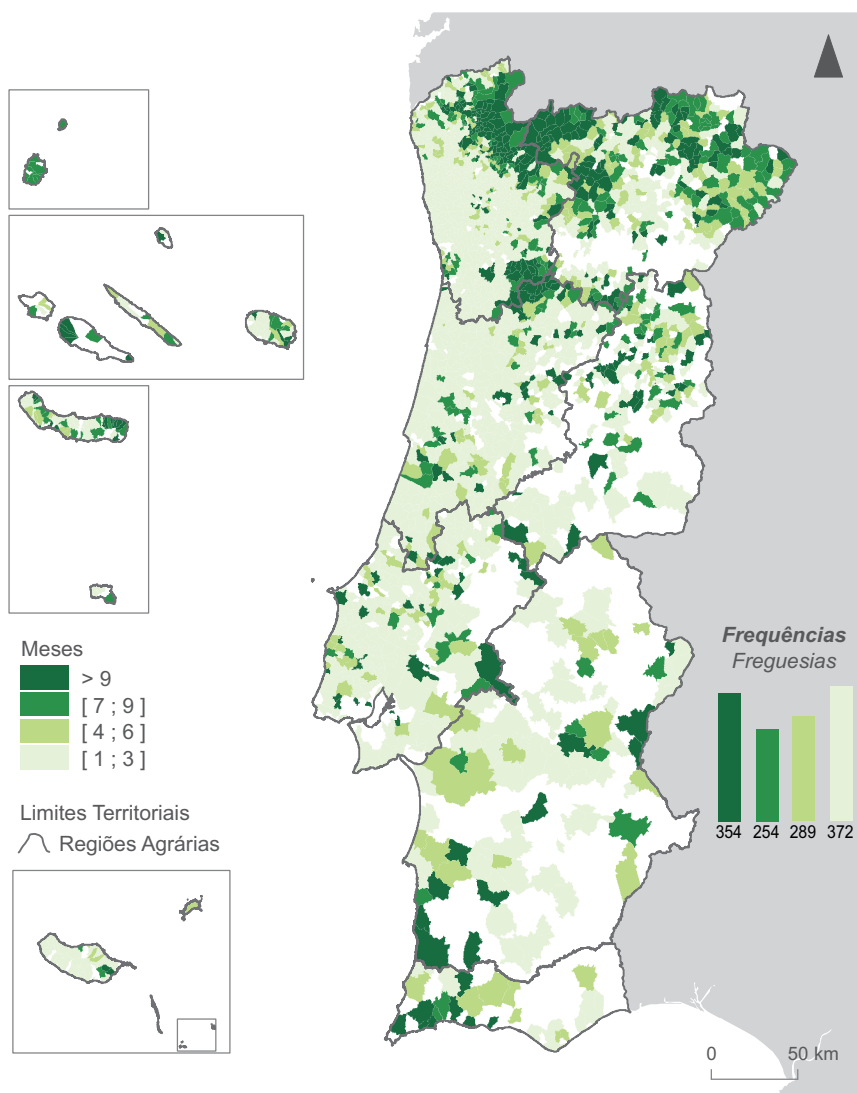 Meses
> 9
[ 7 ; 9 ]
[ 4 ; 6 ]
[ 1 ; 3 ]
Limites Territoriais
Regiões Agrárias
Frequências
Freguesias
354 254 289 372
0 50 km